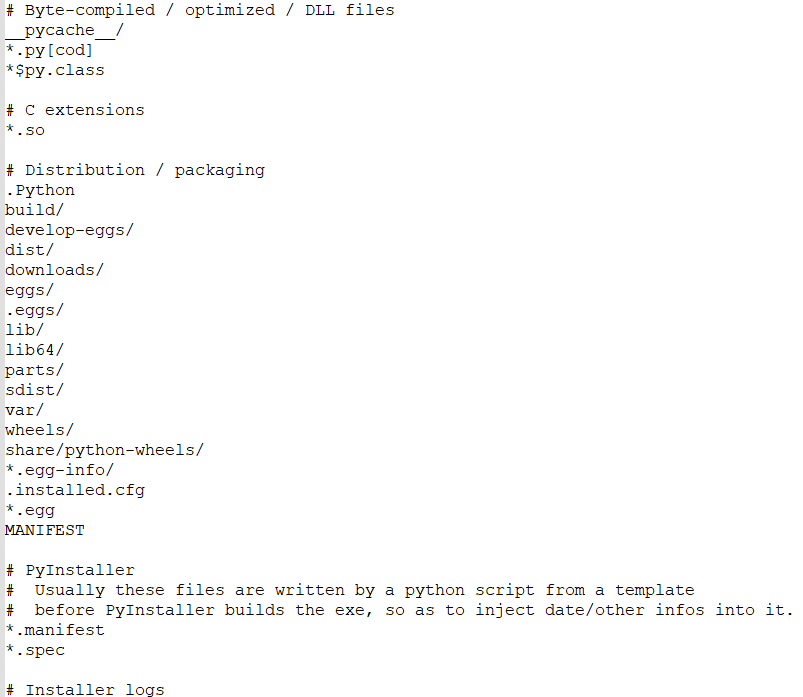 # Byte-compiled / optimized / DLL files
__pycache__/
*.py[cod]
*$py.class
# C extensions
*.so
# Distribution / packaging
.Python
build/
develop-eggs/
dist/
downloads/
eggs/
.eggs/
lib/
lib64/
parts/
sdist/
var/
wheels/
share/python-wheels/
*.egg-info/
.installed.cfg
*.egg
MANIFEST
# PyInstaller
#  Usually these files are written by a python script from a template
#  before PyInstaller builds the exe, so as to inject date/other infos into it.
*.manifest
*.spec
# Installer logs